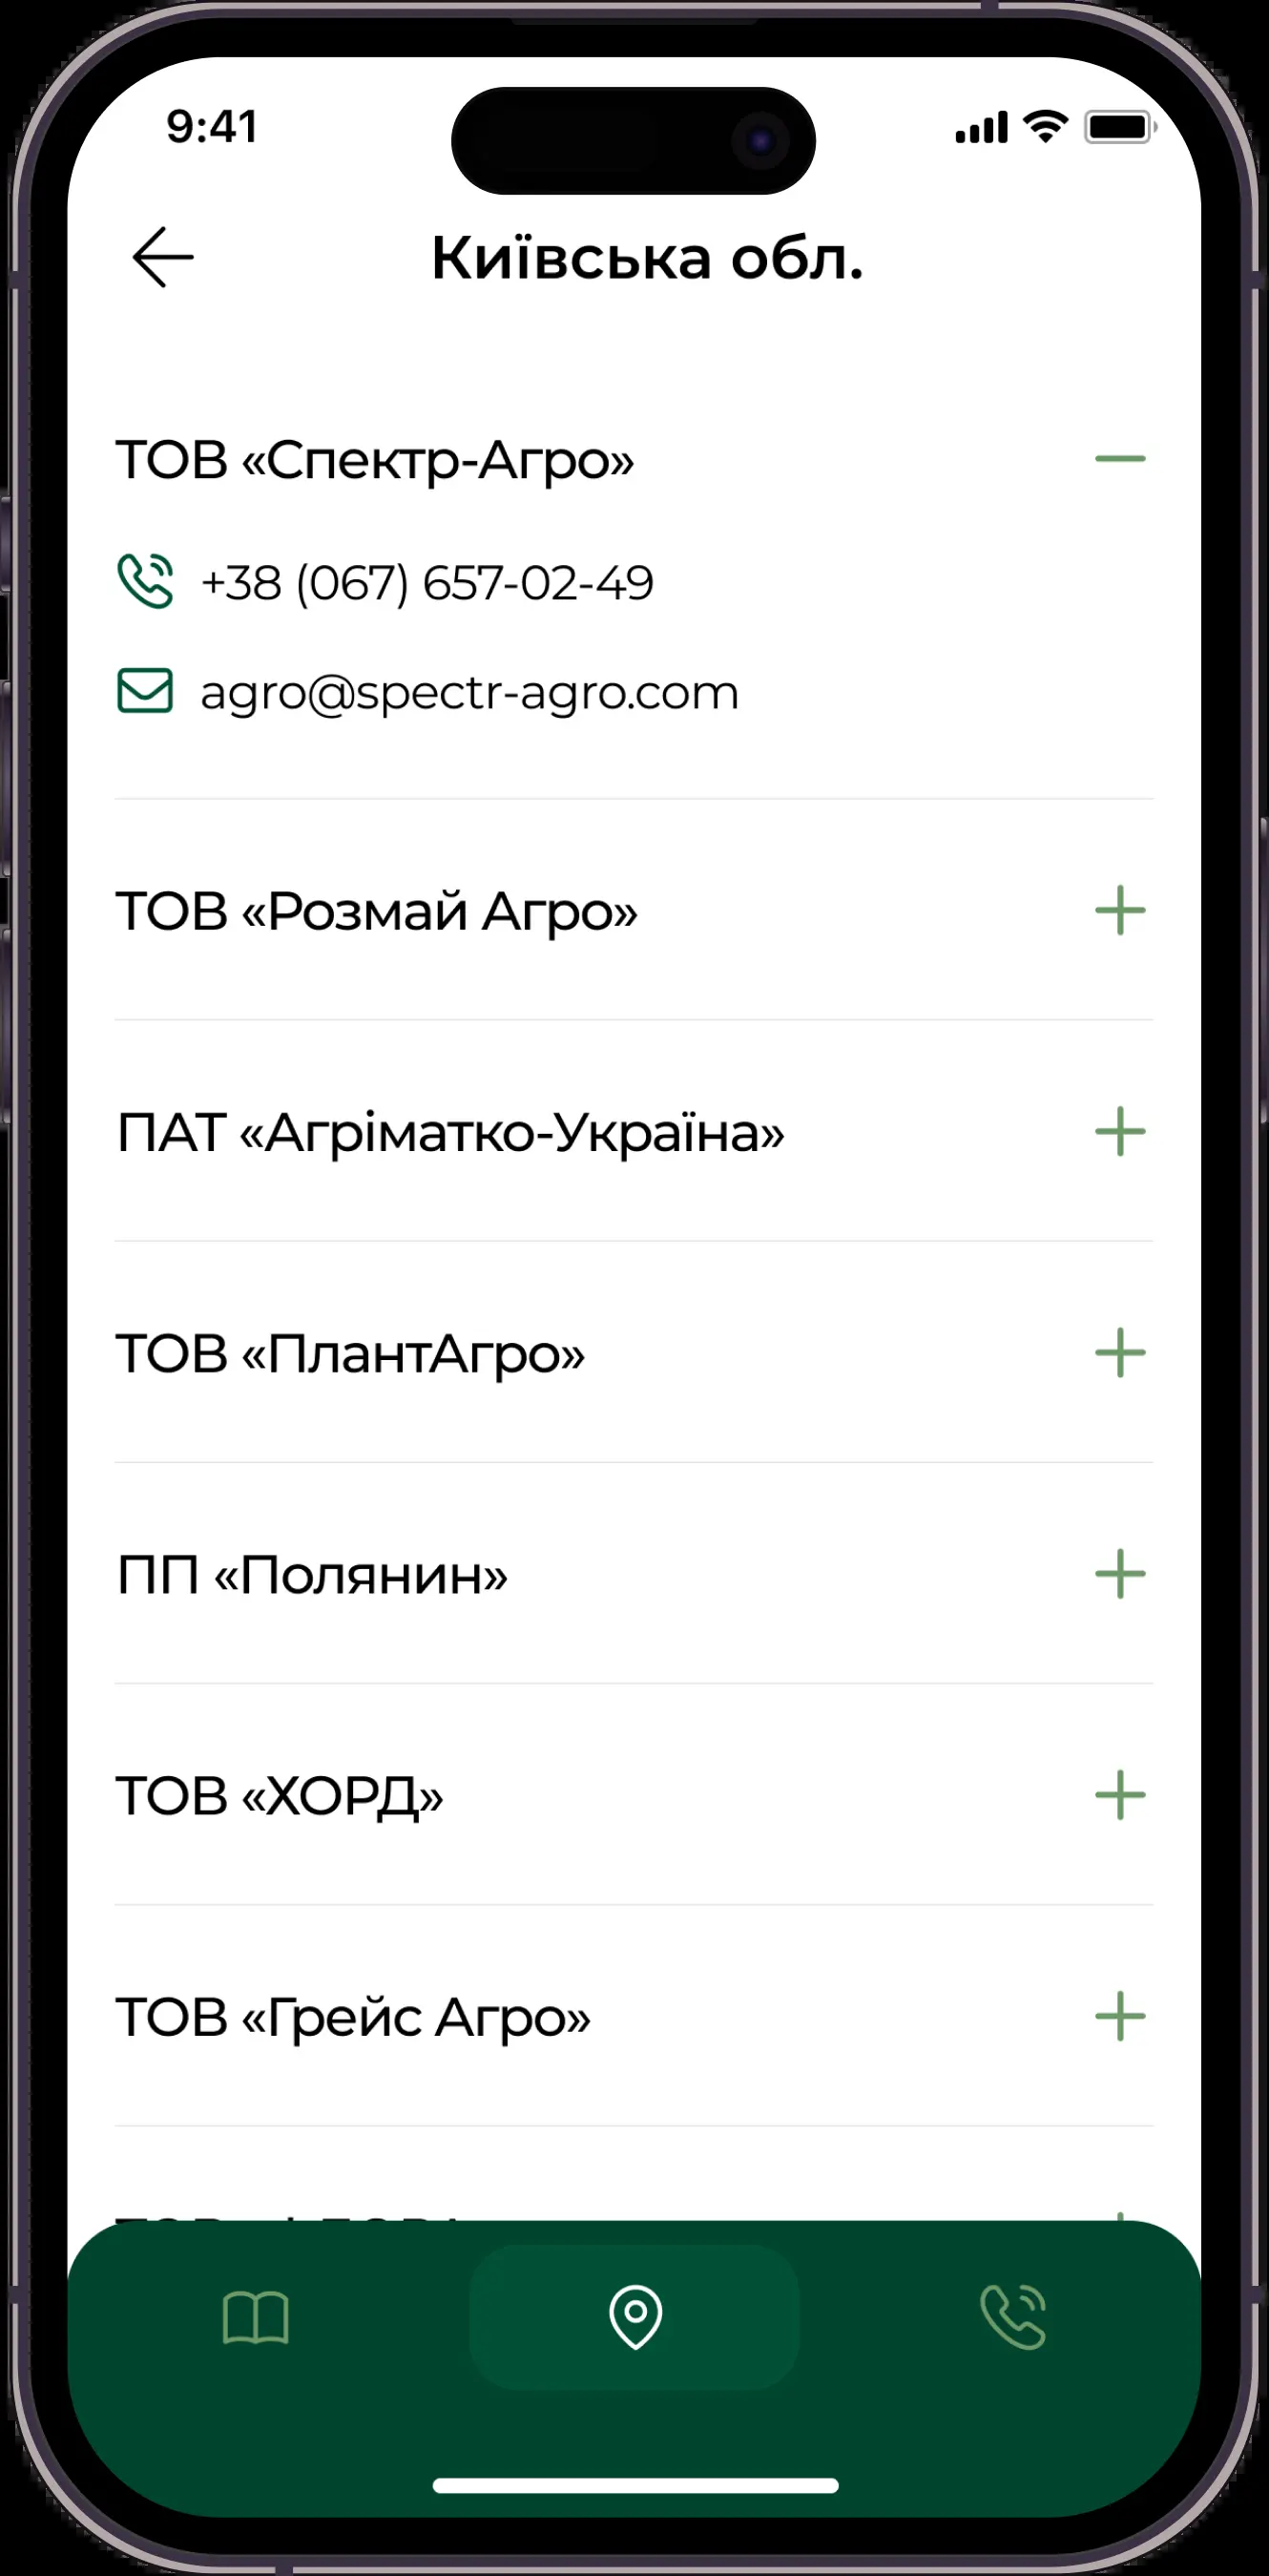 9:41
Київська обл.
ТОВ «Спектр-Агро»
+38 (067) 657-02-49
agro@spectr-agro.com
ТОВ «Розмай Агро»
ПАТ «Агріматко-Україна»
ТОВ «ПлантАгро»
ПП «Полянин»
ТОВ «ХОРД»
ТОВ «Грейс Агро»